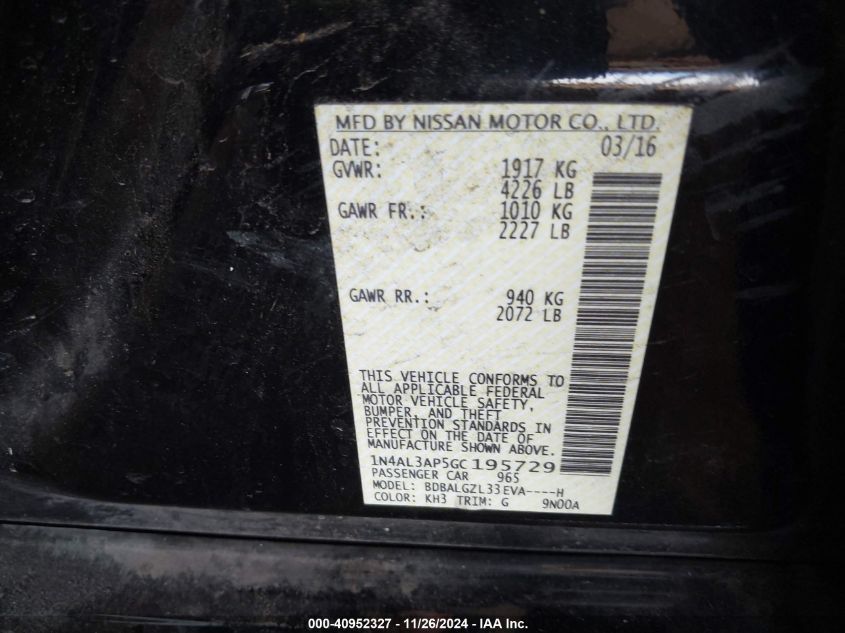 MFD BY NISSAN MOTOR CO., LTD.
DATE: 03/16
GVWR: 1917 KG
4226 LB
GAWR FR.: 1010 KG
2227 LB
GAWR RR.: 940 KG
2072 LB
THIS VEHICLE CONFORMS TO
ALL APPLICABLE FEDERAL
MOTOR VEHICLE SAFETY,
BUMPER, AND THEFT
PREVENTION STANDARDS IN
EFFECT ON THE DATE OF
MANUFACTURE SHOWN ABOVE.
1N4AL3AP5GC195729
PASSENGER CAR 965
MODEL: BDBALGZL33EVA----H
COLOR: KH3 TRIM: G 9N00A
000-40952327 - 11/26/2024 - IAA Inc.